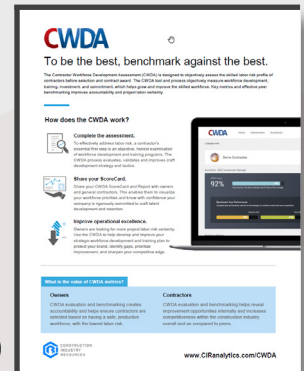 CWDA
To be the best, benchmark against the best.
The Contractor Workforce Development Assessment (CWDA) is designed to objectively assess the skilled labor risk profile of
contractors before selection and contract award. The CWDA tool and process objectively measure workforce development,
training, investment, and commitment, which helps grow and improve the skilled workforce. Key metrics and effective peer
benchmarking improves accountability and project labor certainty.
How does the CWDA work?
Complete the assessment.
To effectively address labor risk, a contractor's
essential first step is an objective, honest examination
of workforce development and training programs. The
CWDA process evaluates, validates and improves craft
development strategy and tactics.
Share your ScoreCard.
Share your CWDA ScoreCard and Report with owners
and general contractors. This enables them to visualize
your workforce priorities and know with confidence your
company is rigorously committed to craft talent
development and retention.
Improve operational excellence.
Owners are looking for more project labor risk certainty.
Use the CWDA to help develop and improve your
strategic workforce development and training plan to
protect your brand, identify gaps, prioritize
improvement, and sharpen your competitive edge.
CWDA
Demo Contractor
92%
What is the value of CWDA metrics?
Owners
CWDA evaluation and benchmarking creates
accountability and helps ensure contractors are
selected based on having a safe, productive
workforce, with the lowest labor risk.
Contractors
CWDA evaluation and benchmarking helps reveal
improvement opportunities internally and increases
competitiveness within the construction industry
overall and as compared to peers.
CONSTRUCTION
INDUSTRY
RESOURCES
www.CIRanalytics.com/CWDA